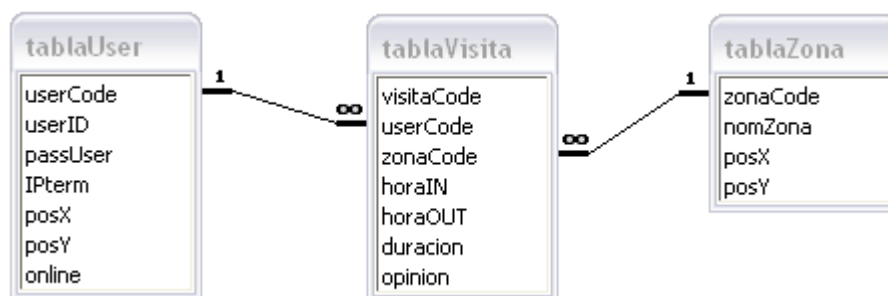 tablaUser
userCode
userID
passUser
IPterm
posX
posY
online
1
∞
tablaVisita
visitaCode
userCode
zonaCode
horaIN
horaOUT
duracion
opinion
∞
1
tablaZona
zonaCode
nomZona
posX
posY